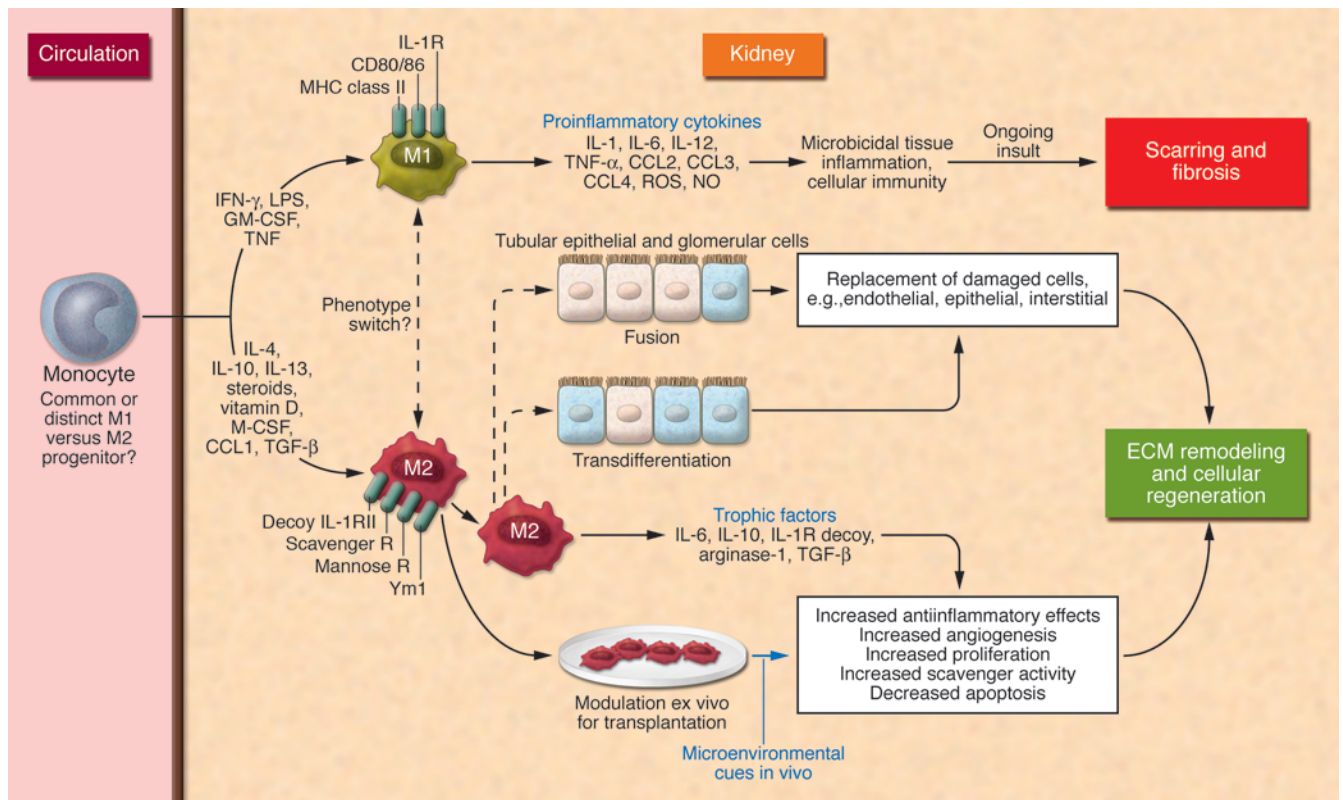 Circulation
Kidney
IL-1R
CD80/86
MHC class II
M1
Proinflammatory cytokines
IL-1, IL-6, IL-12,
TNF-α, CCL2, CCL3,
CCL4, ROS, NO
Microbicidal tissue
inflammation,
cellular immunity
Ongoing
insult
Scarring and
fibrosis
IFN-γ, LPS,
GM-CSF,
TNF
Monocyte
Common or
distinct M1
versus M2
progenitor?
Phenotype
switch?
IL-4,
IL-10, IL-13,
steroids,
vitamin D,
M-CSF,
CCL1, TGF-β
Tubular epithelial and glomerular cells
Fusion
Replacement of damaged cells,
e.g.,endothelial, epithelial, interstitial
Transdifferentiation
ECM remodeling
and cellular
regeneration
M2
Decoy IL-1RII
Scavenger R
Mannose R
Ym1
M2
Trophic factors
IL-6, IL-10, IL-1R decoy,
arginase-1, TGF-β
Increased antiinflammatory effects
Increased angiogenesis
Increased proliferation
Increased scavenger activity
Decreased apoptosis
Modulation ex vivo
for transplantation
Microenvironmental
cues in vivo